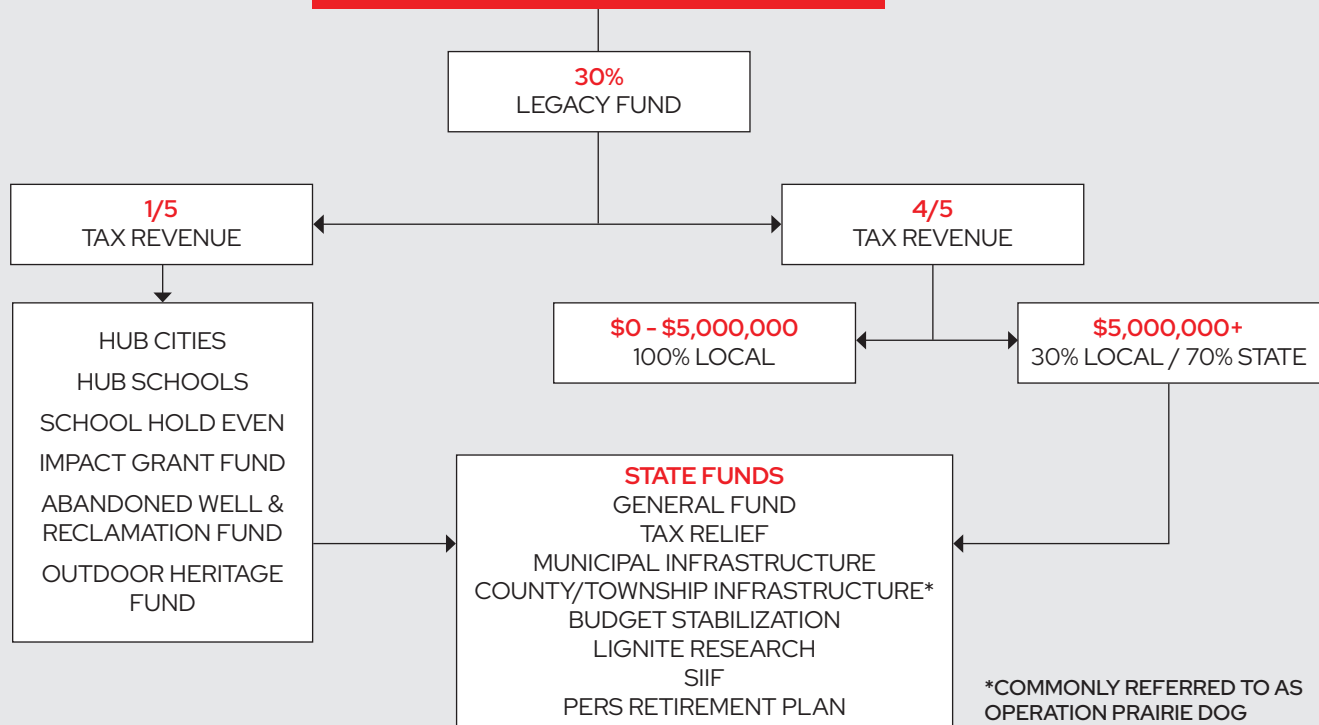 30%
LEGACY FUND
1/5
TAX REVENUE
4/5
TAX REVENUE
HUB CITIES
HUB SCHOOLS
SCHOOL HOLD EVEN
IMPACT GRANT FUND
ABANDONED WELL &
RECLAMATION FUND
OUTDOOR HERITAGE
FUND
$0 - $5,000,000
100% LOCAL
$5,000,000+
30% LOCAL / 70% STATE
STATE FUNDS
GENERAL FUND
TAX RELIEF
MUNICIPAL INFRASTRUCTURE
COUNTY/TOWNSHIP INFRASTRUCTURE*
BUDGET STABILIZATION
LIGNITE RESEARCH
SIIF
PERS RETIREMENT PLAN
*COMMONLY REFERRED TO AS
OPERATION PRAIRIE DOG